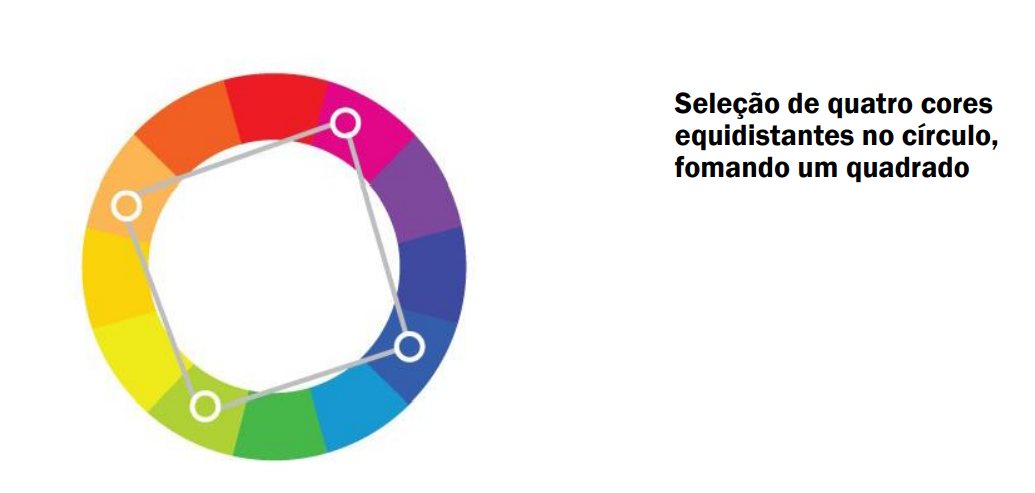 Seleção de quatro cores
equidistantes no círculo,
fomando um quadrado